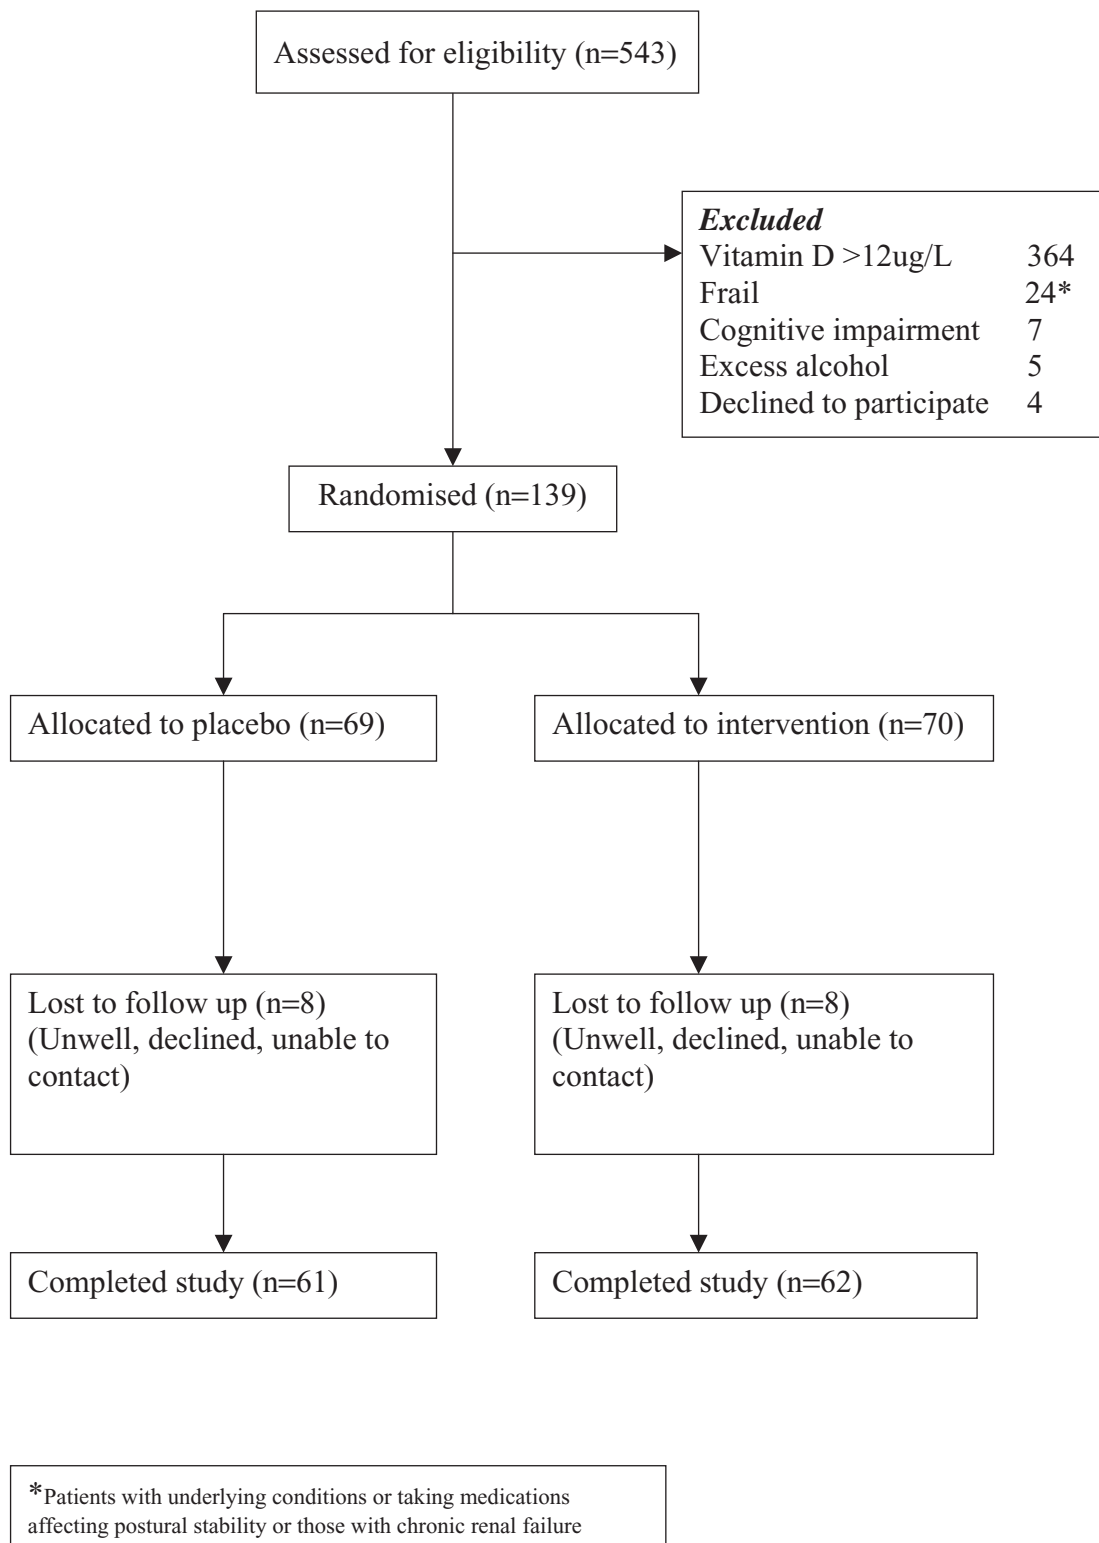 Assessed for eligibility (n=543)
Excluded
Vitamin D >12ug/L 364
Frail 24*
Cognitive impairment 7
Excess alcohol 5
Declined to participate 4
Randomised (n=139)
Allocated to placebo (n=69)
Allocated to intervention (n=70)
Lost to follow up (n=8)
(Unwell, declined, unable to
contact)
Lost to follow up (n=8)
(Unwell, declined, unable to
contact)
Completed study (n=61)
Completed study (n=62)
*Patients with underlying conditions or taking medications
affecting postural stability or those with chronic renal failure